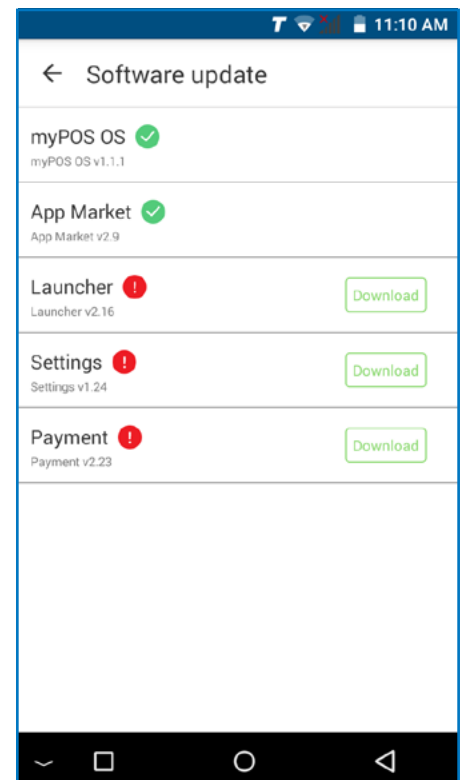 T 11:10 AM
Software update
myPOS OS
myPOS OS v1.1.1
App Market
App Market v2.9
Launcher
Launcher v2.16
Download
Settings
Settings v1.24
Download
Payment
Payment v2.23
Download